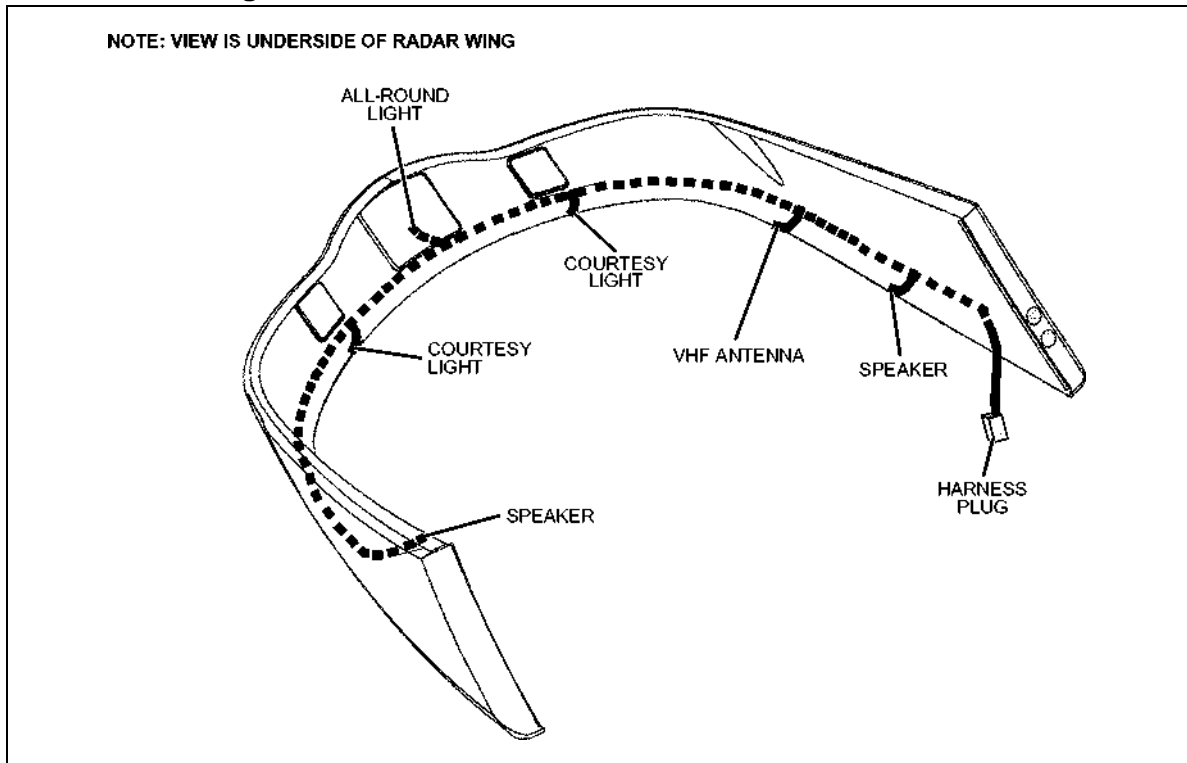 NOTE: VIEW IS UNDERSIDE OF RADAR WING
ALL-ROUND
LIGHT
COURTESY
LIGHT
COURTESY
LIGHT
VHF ANTENNA
SPEAKER
HARNESS
PLUG
SPEAKER